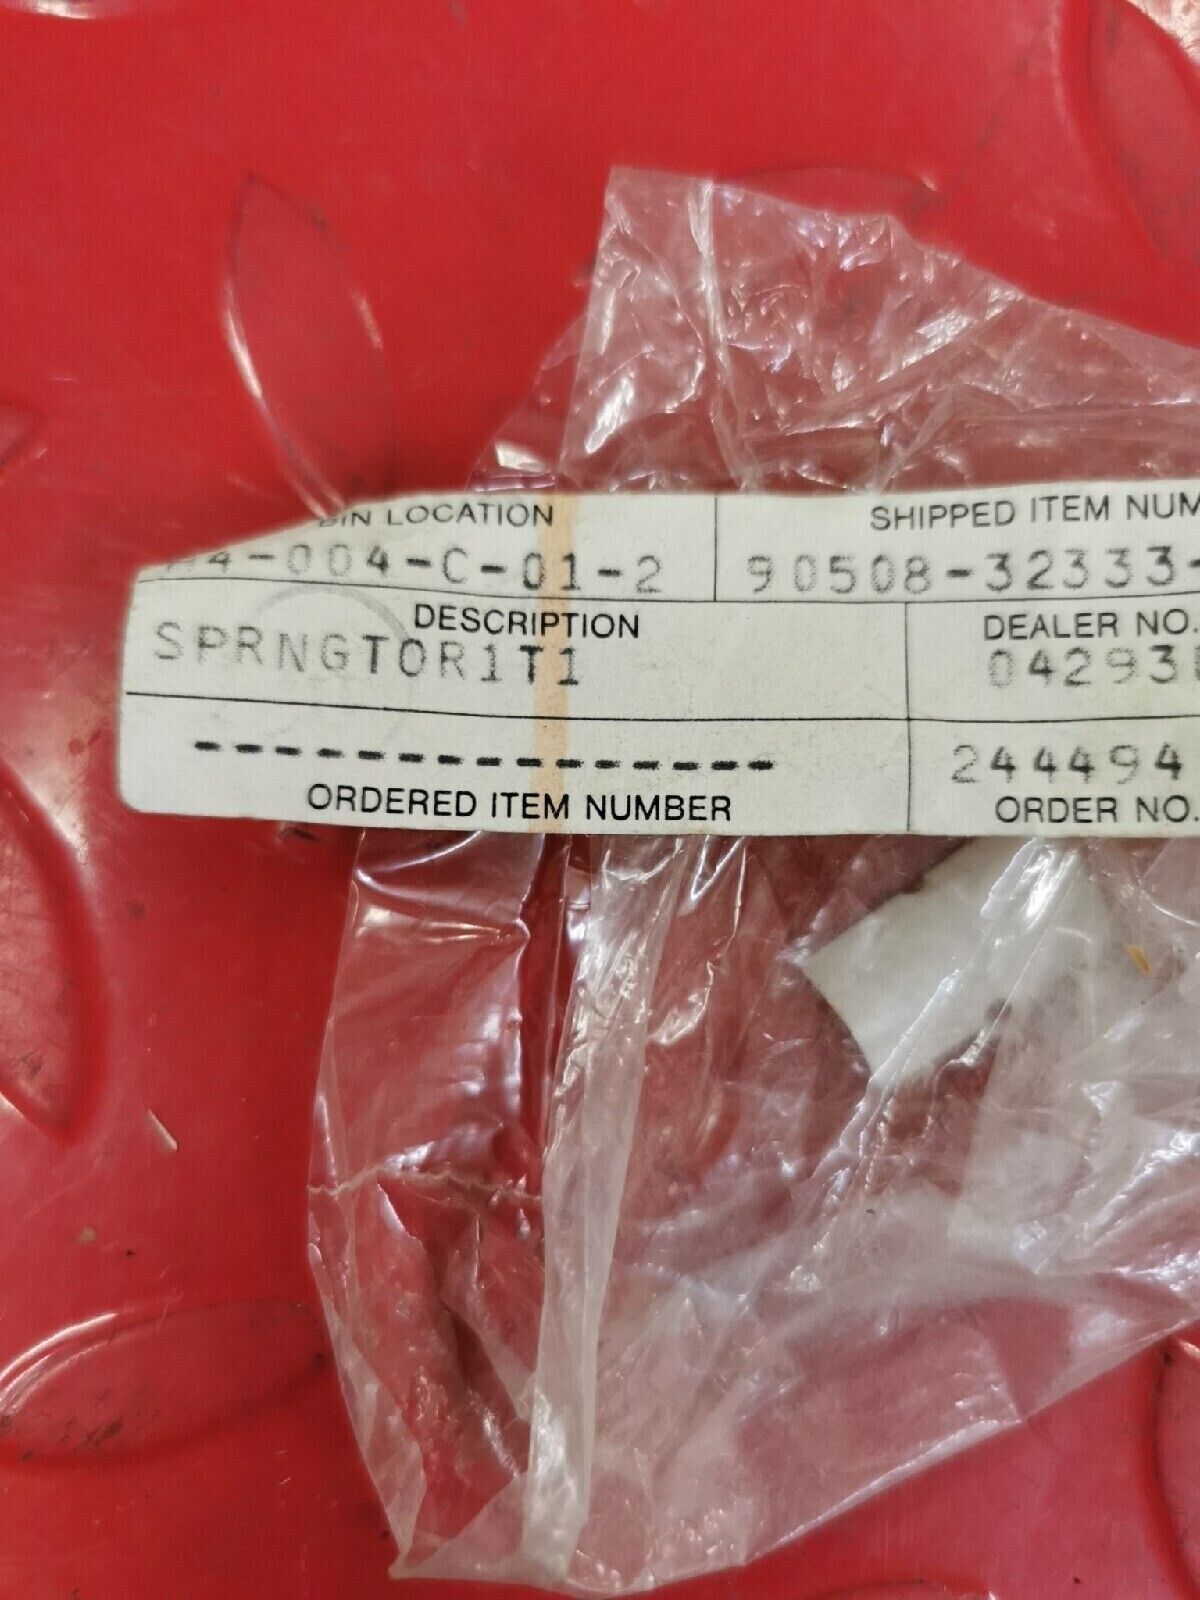 BIN LOCATION SHIPPED ITEM NUM
4-004-C-01-2 90508-32333-
DESCRIPTION DEALER NO.
SPRNGTOR1T1 04293
---------------
244494
ORDERED ITEM NUMBER ORDER NO.